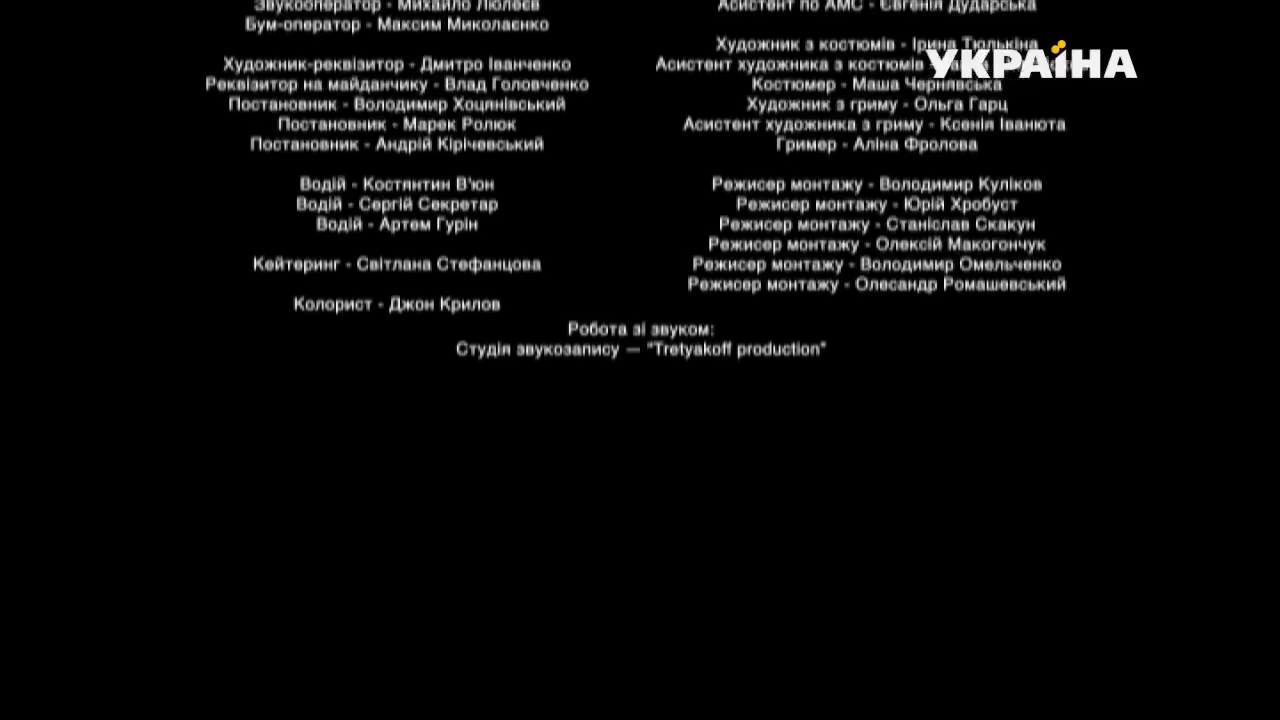 Звукооператор - Михайло Люлєєв
Бум-оператор - Максим Миколаєнко
Художник-реквізитор - Дмитро Іванченко
Реквізитор на майданчику - Влад Головченко
Постановник - Володимир Хоцянівський
Постановник - Марек Ролюк
Постановник - Андрій Кірічевський
Водій - Костянтин В'юн
Водій - Сергій Секретар
Водій - Артем Гурін
Кейтеринг - Світлана Стефанцова
Колорист - Джон Крилов
Асистент по АМС - Євгенія Дударська
Художник з костюмів - Ірина Тюлькіна
Асистент художника з костюмів -
Костюмер - Маша Чернявська
Художник з гриму - Ольга Гарц
Асистент художника з гриму - Ксенія Іванюта
Гример - Аліна Фролова
Режисер монтажу - Володимир Куліков
Режисер монтажу - Юрій Хробуст
Режисер монтажу - Станіслав Скакун
Режисер монтажу - Олексій Макогончук
Режисер монтажу - Володимир Омельченко
Режисер монтажу - Олесандр Ромашевський
УКРАЇНА
Робота зі звуком:
Студія звукозапису — "Tretyakoff production"